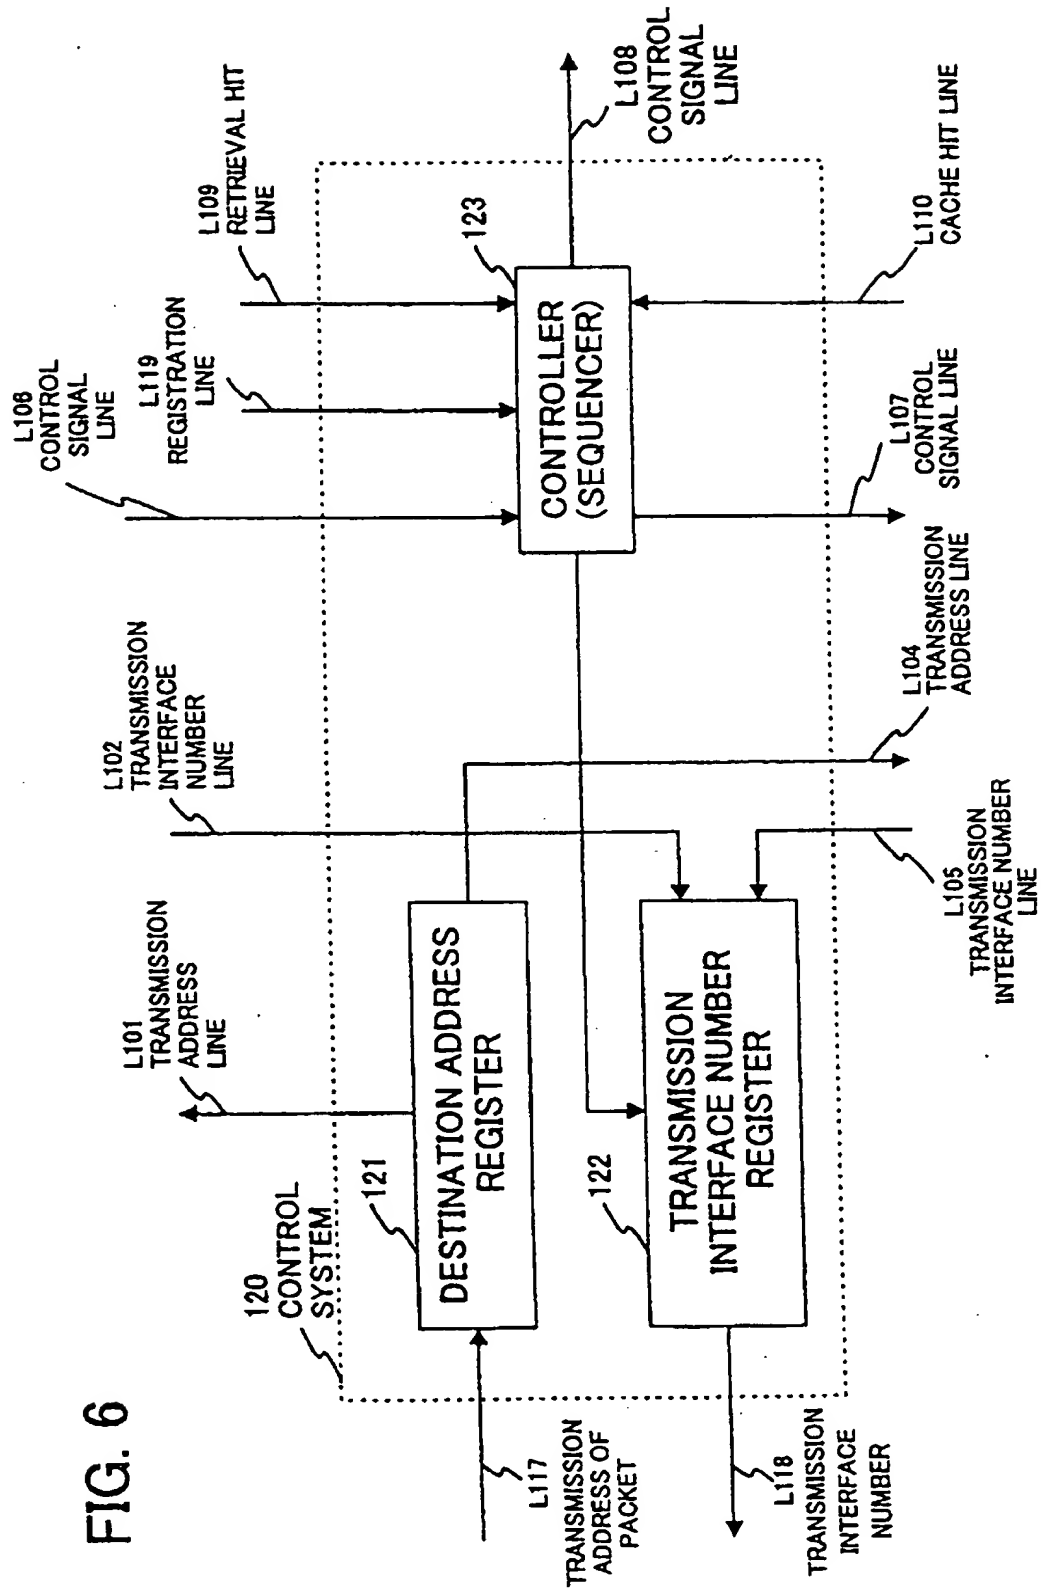 FIG. 6
120
CONTROL
SYSTEM
L101
TRANSMISSION
ADDRESS
LINE
L102
TRANSMISSION
INTERFACE
NUMBER
LINE
L106
CONTROL
SIGNAL
LINE
L119
REGISTRATION
LINE
L109
RETRIEVAL HIT
LINE
121
DESTINATION ADDRESS
REGISTER
122
TRANSMISSION
INTERFACE NUMBER
REGISTER
123
CONTROLLER
(SEQUENCER)
L108
CONTROL
SIGNAL
LINE
L117
TRANSMISSION
ADDRESS OF
PACKET
L118
TRANSMISSION
INTERFACE
NUMBER
L105
TRANSMISSION
INTERFACE NUMBER
LINE
L104
TRANSMISSION
ADDRESS LINE
L107
CONTROL
SIGNAL LINE
L110
CACHE HIT LINE